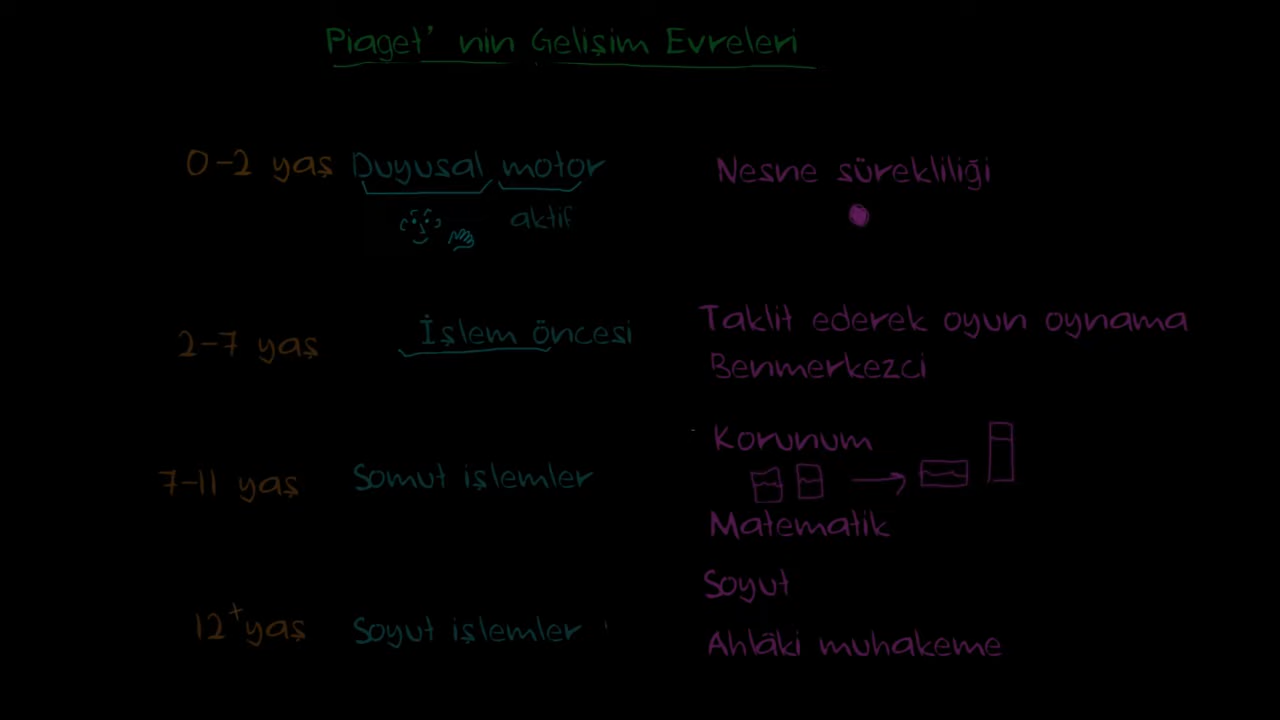 Piaget' nin Gelişim Evreleri
0-2 yaş Duyusal motor Nesne sürekliliği
aktif
2-7 yaş İşlem öncesi Taklit ederek oyun oynama
Benmerkezci
Korunum
7-11 yaş Somut işlemler
Matematik
Soyut
12+ yaş Soyut işlemler
Ahlâki muhakeme